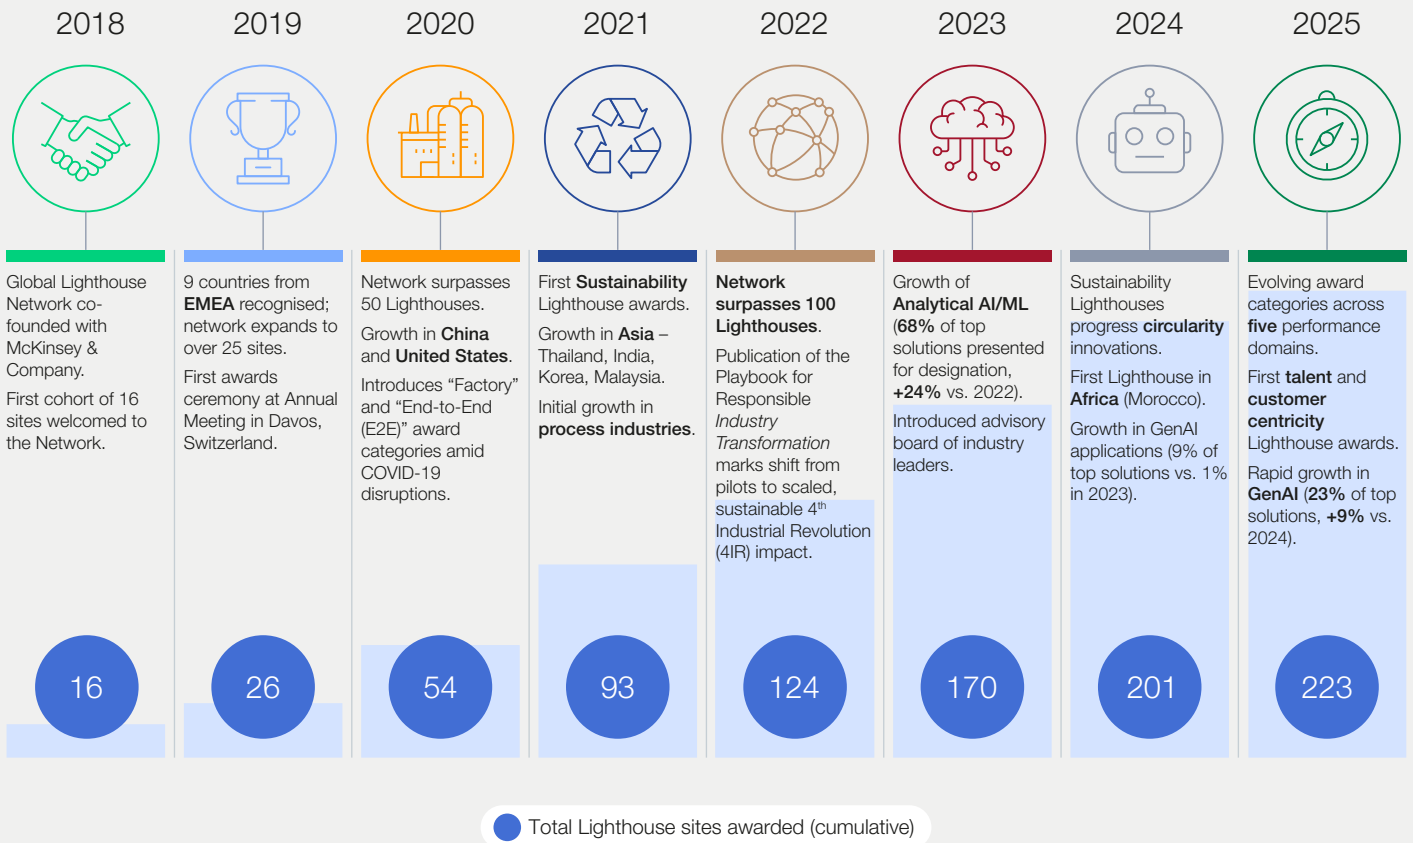 2018
2019
2020
2021
2022
2023
2024
2025
Global Lighthouse
Network co-
founded with
McKinsey &
Company.
First cohort of 16
sites welcomed to
the Network.
9 countries from
EMEA recognised;
network expands to
over 25 sites.
First awards
ceremony at Annual
Meeting in Davos,
Switzerland.
Network surpasses
50 Lighthouses.
Growth in China
and United States.
Introduces “Factory”
and “End-to-End
(E2E)” award
categories amid
COVID-19
disruptions.
First Sustainability
Lighthouse awards.
Growth in Asia –
Thailand, India,
Korea, Malaysia.
Initial growth in
process industries.
Network
surpasses 100
Lighthouses.
Publication of the
Playbook for
Responsible
Industry
Transformation
marks shift from
pilots to scaled,
sustainable 4th
Industrial Revolution
(4IR) impact.
Growth of
Analytical AI/ML
(68% of top
solutions presented
for designation,
+24% vs. 2022).
Introduced advisory
board of industry
leaders.
Sustainability
Lighthouses
progress circularity
innovations.
First Lighthouse in
Africa (Morocco).
Growth in GenAI
applications (9% of
top solutions vs. 1%
in 2023).
Evolving award
categories across
five performance
domains.
First talent and
customer
centricity
Lighthouse awards.
Rapid growth in
GenAI (23% of top
solutions, +9% vs.
2024).
16
26
54
93
124
170
201
223
Total Lighthouse sites awarded (cumulative)